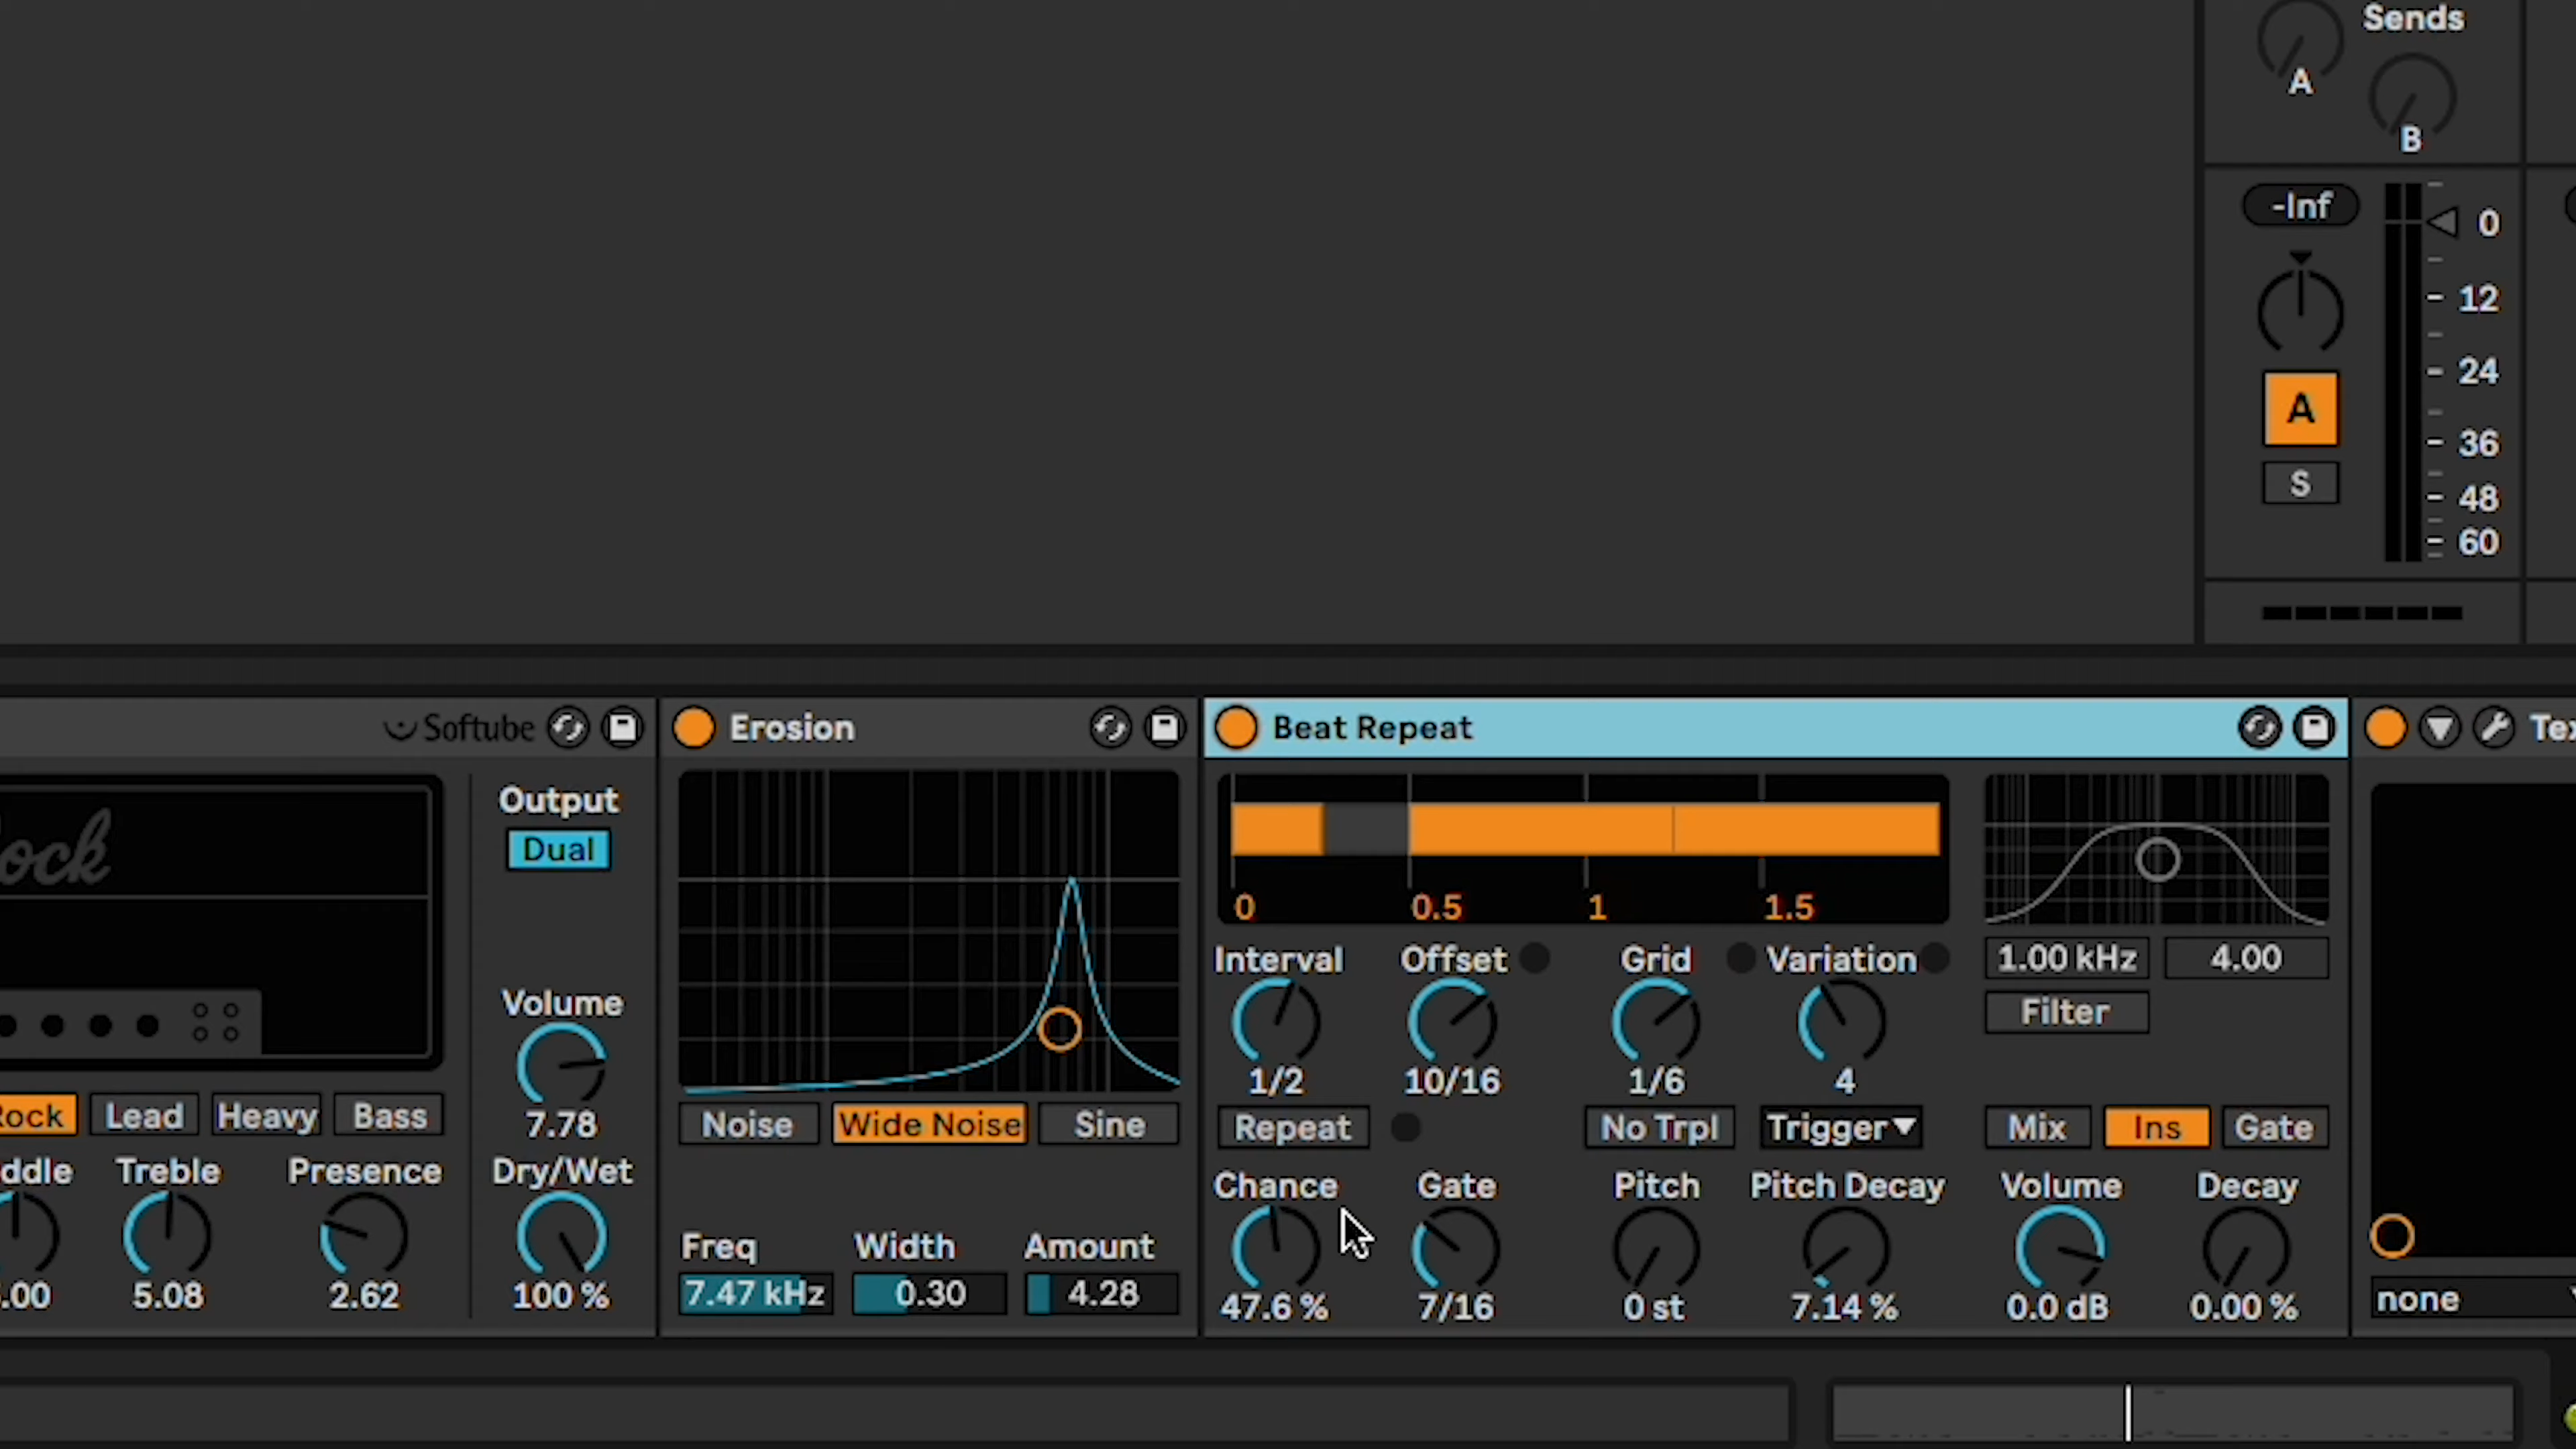 Sends
A
B
-Inf
0
12
24
A
36
S
48
60
Softube
Erosion
Beat Repeat
Output
Dual
0 0.5 1 1.5
Interval Offset Grid Variation
1.00 kHz 4.00
Filter
Volume
1/2 10/16 1/6 4
Lead Heavy Bass
7.78
Noise Wide Noise Sine
Repeat No Trpl Trigger
Mix Ins Gate
Treble Presence Dry/Wet
Chance Gate Pitch Pitch Decay Volume Decay
Freq Width Amount
5.08 2.62 100 %
7.47 kHz 0.30 4.28
47.6 % 7/16 0 st 7.14 % 0.0 dB 0.00 %
none